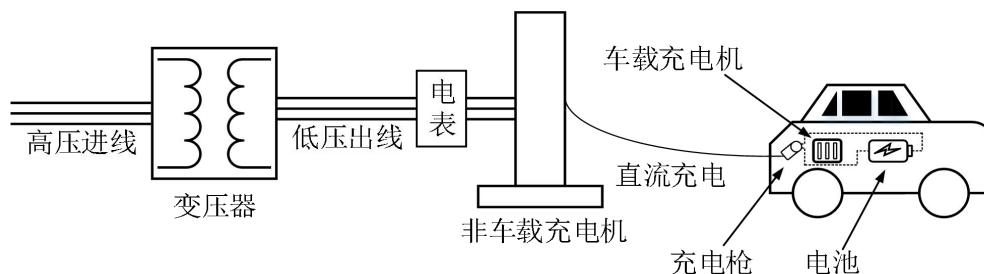 高压进线
变压器
低压出线
电
表
非车载充电机
直流充电
车载充电机
充电枪
电池